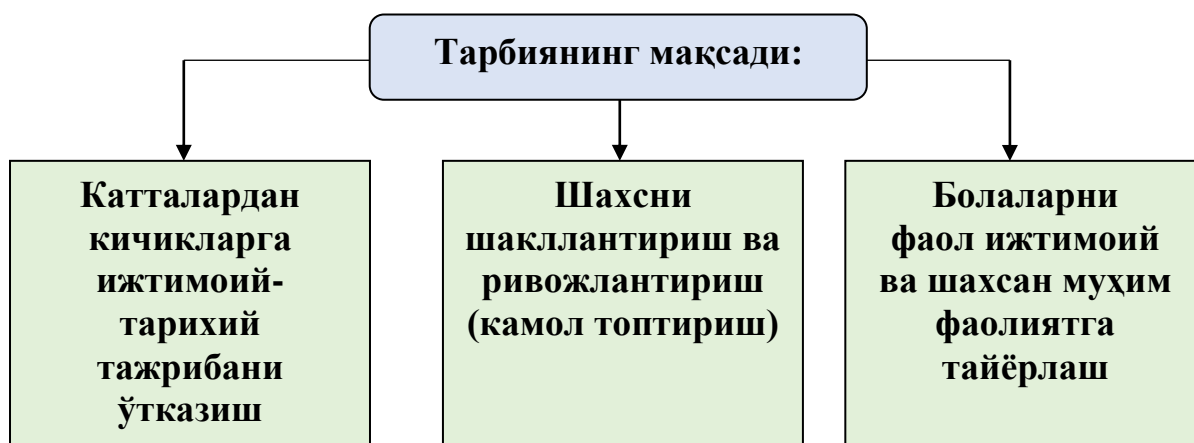 Тарбиянинг мақсади:
Катталардан
кичикларга
ижтимоий-
тарихий
тажрибани
ўтказиш
Шахсни
шакллантириш ва
ривожлантириш
(камол топтириш)
Болаларни
фаол ижтимоий
ва шахсан муҳим
фаолиятга
тайёрлаш